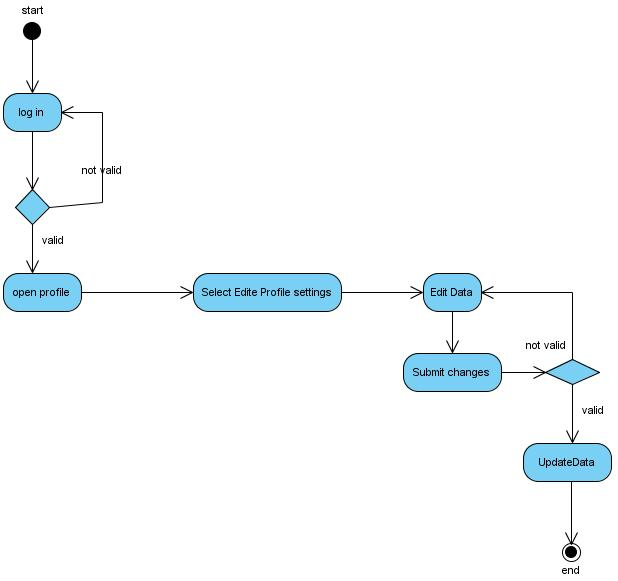 start
log in
not valid
valid
open profile
Select Edite Profile settings
Edit Data
not valid
Submit changes
valid
UpdateData
end